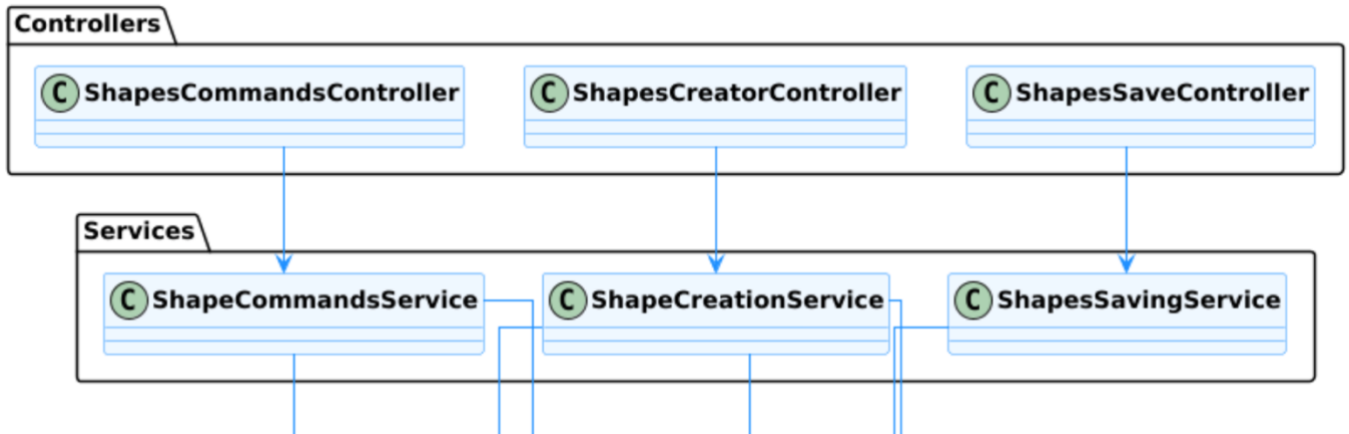 Controllers
C ShapesCommandsController
C ShapesCreatorController
C ShapesSaveController
Services
C ShapeCommandsService
C ShapeCreationService
C ShapesSavingService